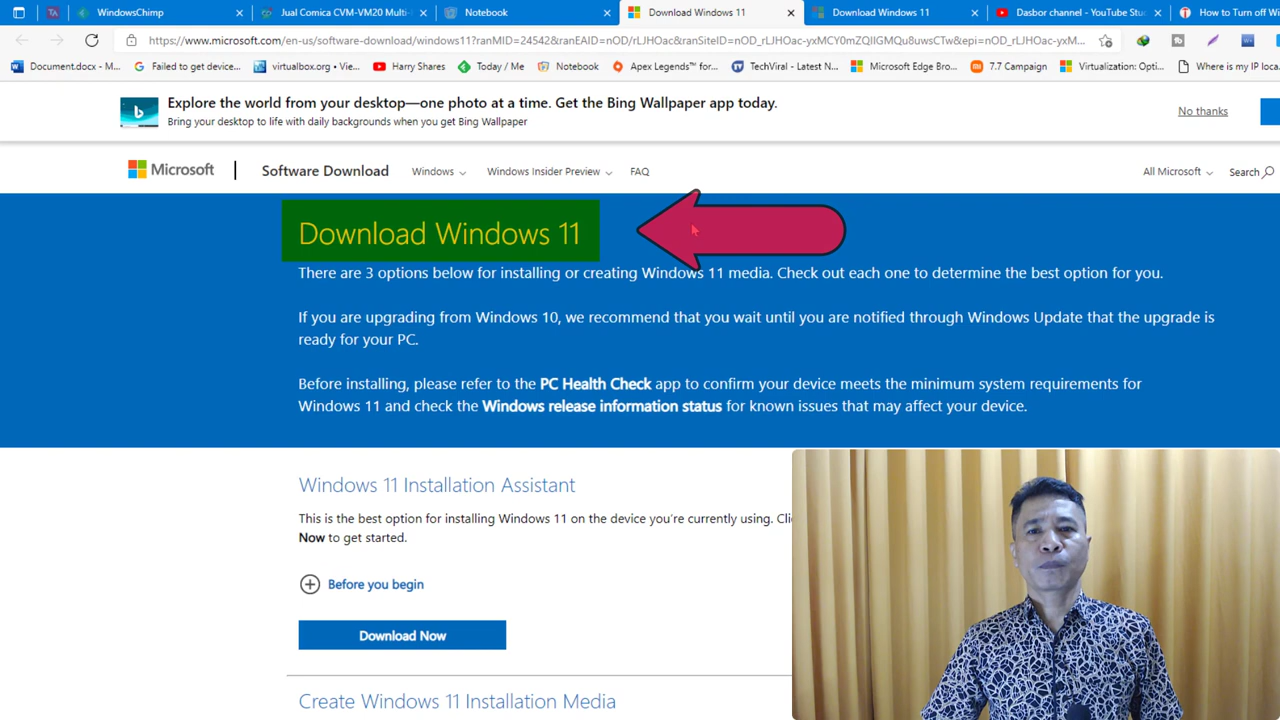 WindowsChimp
Jual Comica CVM-VM20 Multi-
Notebook
Download Windows 11
Download Windows 11
Dasbor channel - YouTube Stu
How to Turn off Wi
https://www.microsoft.com/en-us/software-download/windows11?ranMID=24542&ranEAID=nOD/rLJHOac&ranSiteID=nOD_rLJHOac-yxMCY0mZQIIGMQu8uwsCTw&epi=nOD_rLJHOac-yxM...
Document.docx - M...
Failed to get device...
virtualbox.org • Vie...
Harry Shares
Today / Me
Notebook
Apex Legends™ for...
TechViral - Latest N...
Microsoft Edge Bro...
7.7 Campaign
Virtualization: Opti...
Where is my IP loca
Explore the world from your desktop—one photo at a time. Get the Bing Wallpaper app today.
Bring your desktop to life with daily backgrounds when you get Bing Wallpaper
No thanks
Microsoft
Software Download
Windows
Windows Insider Preview
FAQ
All Microsoft
Search
Download Windows 11
There are 3 options below for installing or creating Windows 11 media. Check out each one to determine the best option for you.
If you are upgrading from Windows 10, we recommend that you wait until you are notified through Windows Update that the upgrade is
ready for your PC.
Before installing, please refer to the PC Health Check app to confirm your device meets the minimum system requirements for
Windows 11 and check the Windows release information status for known issues that may affect your device.
Windows 11 Installation Assistant
This is the best option for installing Windows 11 on the device you're currently using. Cli
Now to get started.
Before you begin
Download Now
Create Windows 11 Installation Media